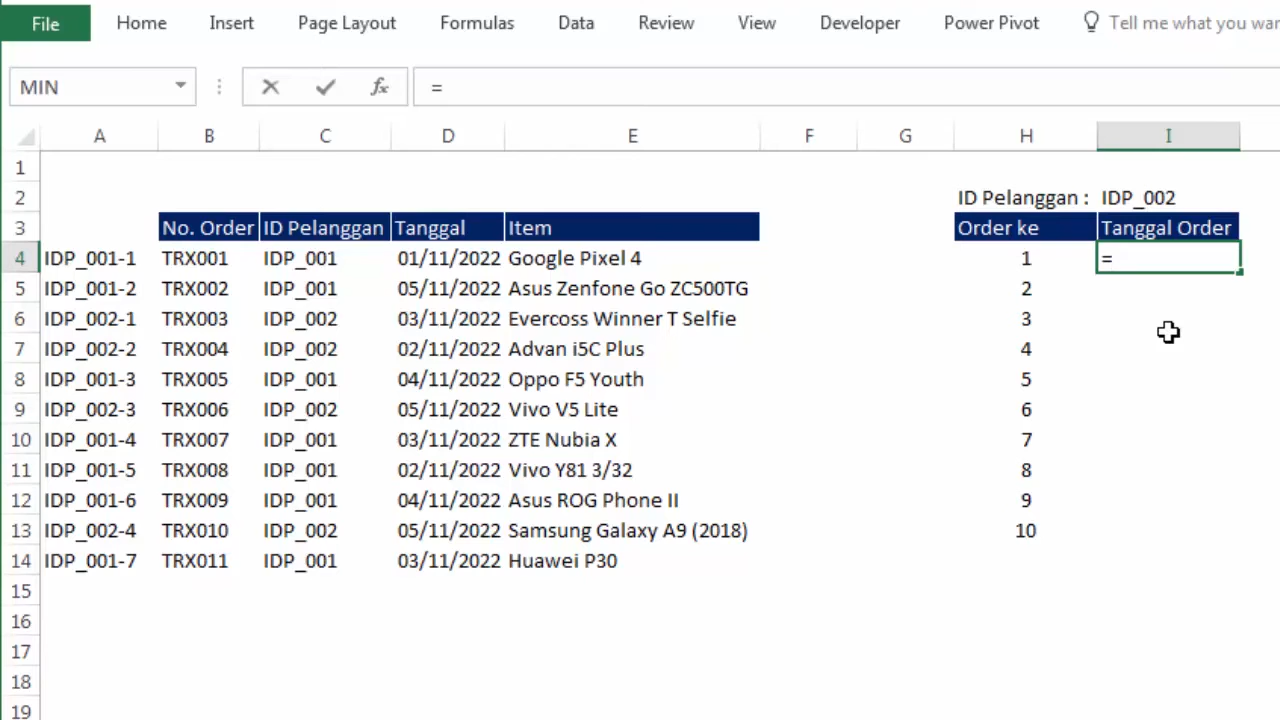 File Home Insert Page Layout Formulas Data Review View Developer Power Pivot Tell me what you wan
MIN fx =
A B C D E F G H I
1
2 ID Pelanggan : IDP_002
3 No. Order ID Pelanggan Tanggal Item Order ke Tanggal Order
4 IDP_001-1 TRX001 IDP_001 01/11/2022 Google Pixel 4 1 =
5 IDP_001-2 TRX002 IDP_001 05/11/2022 Asus Zenfone Go ZC500TG 2
6 IDP_002-1 TRX003 IDP_002 03/11/2022 Evercoss Winner T Selfie 3
7 IDP_002-2 TRX004 IDP_002 02/11/2022 Advan i5C Plus 4
8 IDP_001-3 TRX005 IDP_001 04/11/2022 Oppo F5 Youth 5
9 IDP_002-3 TRX006 IDP_002 05/11/2022 Vivo V5 Lite 6
10 IDP_001-4 TRX007 IDP_001 03/11/2022 ZTE Nubia X 7
11 IDP_001-5 TRX008 IDP_001 02/11/2022 Vivo Y81 3/32 8
12 IDP_001-6 TRX009 IDP_001 04/11/2022 Asus ROG Phone II 9
13 IDP_002-4 TRX010 IDP_002 05/11/2022 Samsung Galaxy A9 (2018) 10
14 IDP_001-7 TRX011 IDP_001 03/11/2022 Huawei P30
15
16
17
18
19